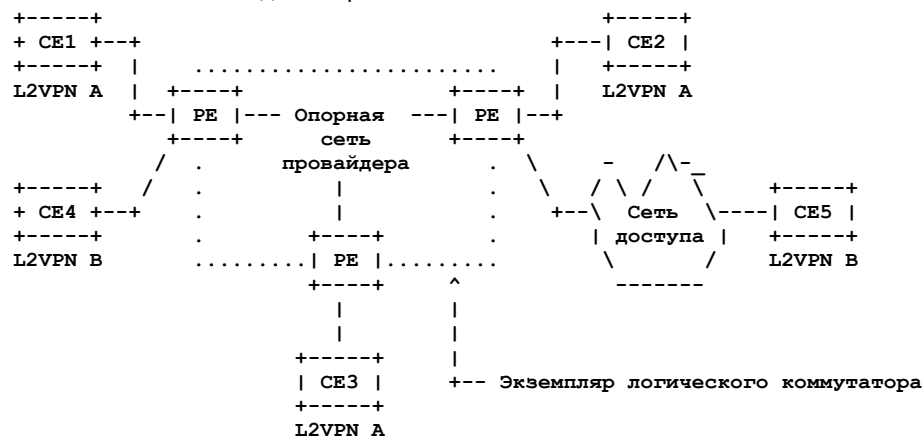 CE1 CE2
L2VPN A L2VPN A
PE Опорная PE
сеть
провайдера
CE4 Сеть CE5
доступа
L2VPN B PE L2VPN B
CE3 Экземпляр логического коммутатора
L2VPN A